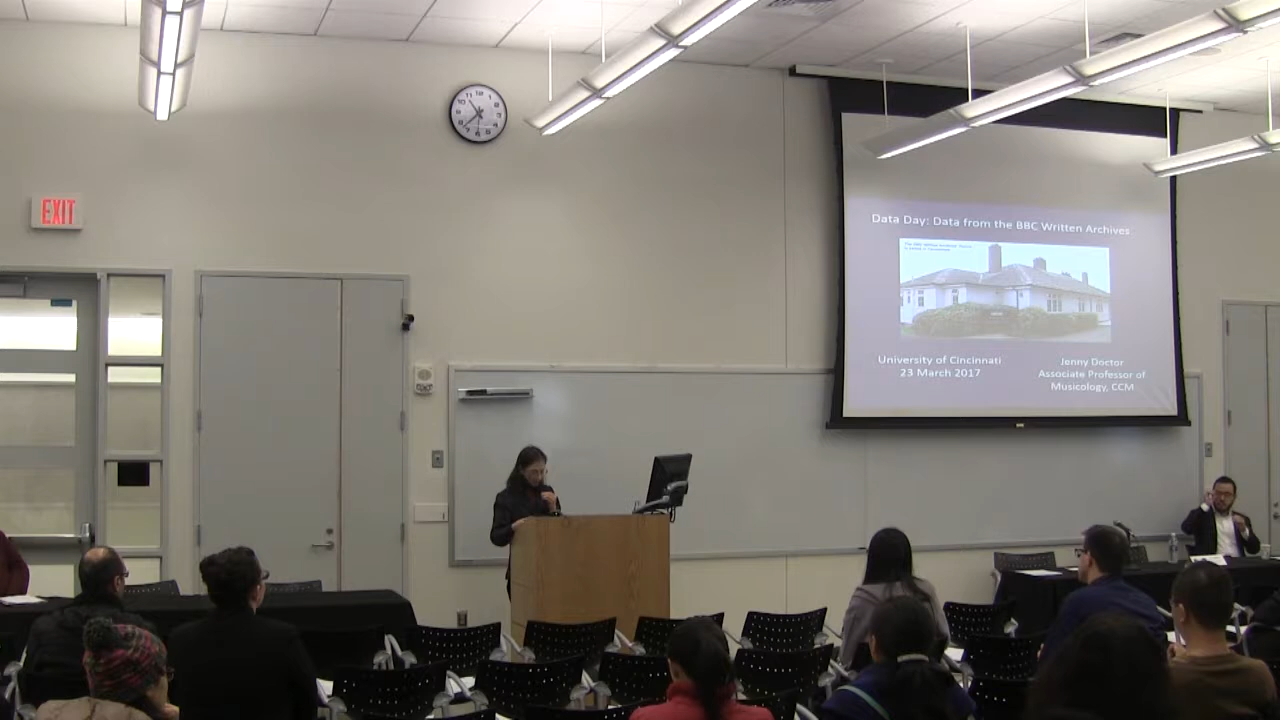 EXIT
Data Day: Data from the BBC Written Archives
University of Cincinnati
23 March 2017
Jenny Doctor
Associate Professor of
Musicology, CCM